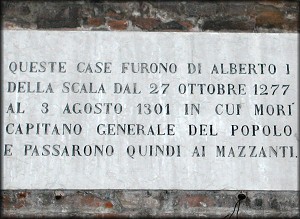 QUESTE CASE FURONO DI ALBERTO I
DELLA SCALA DAL 27 OTTOBRE 1277
AL 3 AGOSTO 1301 IN CUI MORÌ
CAPITANO GENERALE DEL POPOLO
E PASSARONO QUINDI AI MAZZANTI.